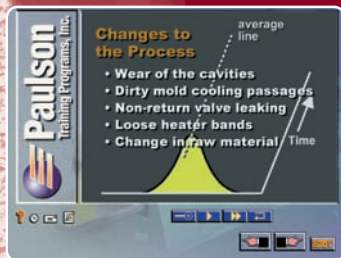 Paulson
Training Programs, Inc.
Changes to
the Process
average
line
• Wear of the cavities
• Dirty mold cooling passages
• Non-return valve leaking
• Loose heater bands
• Change in raw material
Time